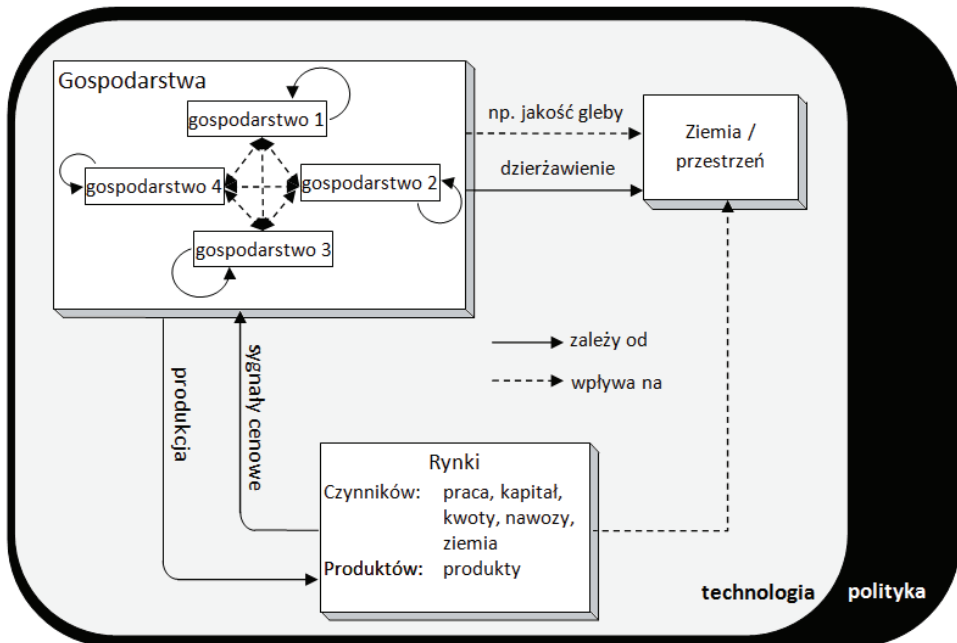 Gospodarstwa
gospodarstwo 1
gospodarstwo 4
gospodarstwo 2
gospodarstwo 3
np. jakość gleby
dzierżawienie
Ziemia /
przestrzeń
zależy od
wpływa na
produkcja
sygnały cenowe
Rynki
Czynników: praca, kapitał,
kwoty, nawozy,
ziemia
Produktów: produkty
technologia
polityka